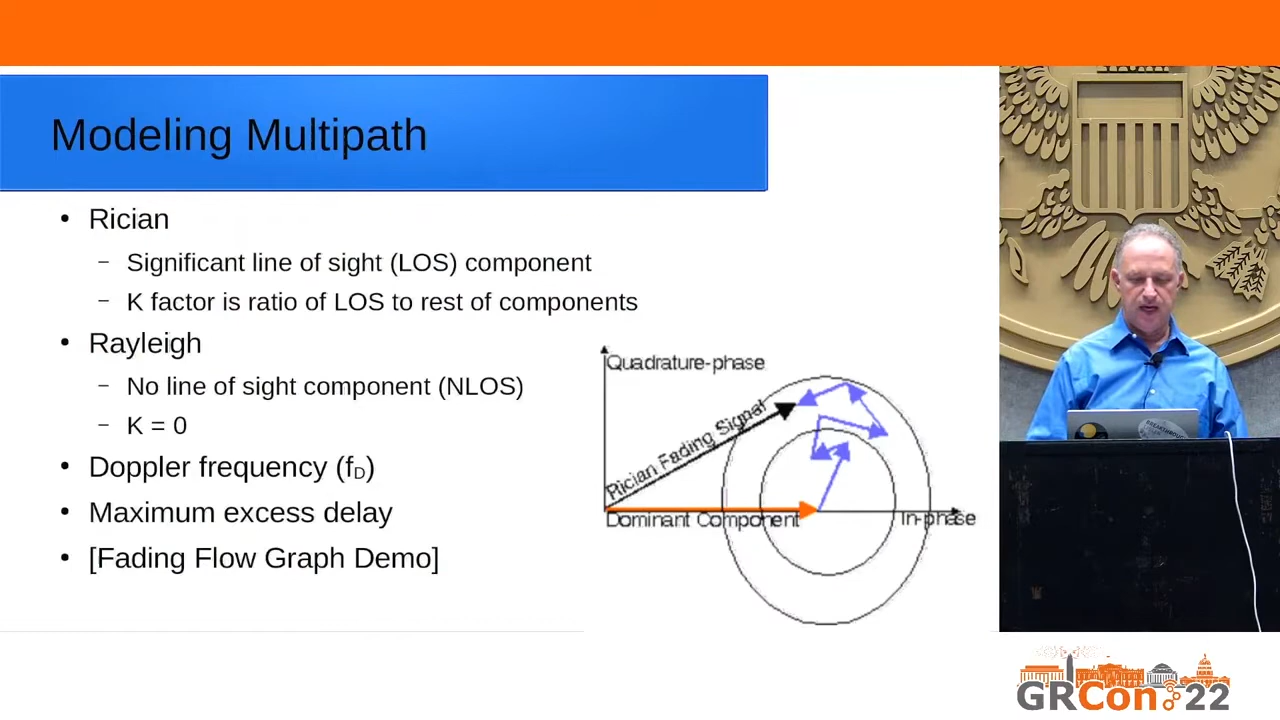 Modeling Multipath
• Rician
– Significant line of sight (LOS) component
– K factor is ratio of LOS to rest of components
• Rayleigh
– No line of sight component (NLOS)
– K = 0
• Doppler frequency (fD)
• Maximum excess delay
• [Fading Flow Graph Demo]
Quadrature-phase
Rician Fading Signal
Dominant Component
In-phase
GRCon 22